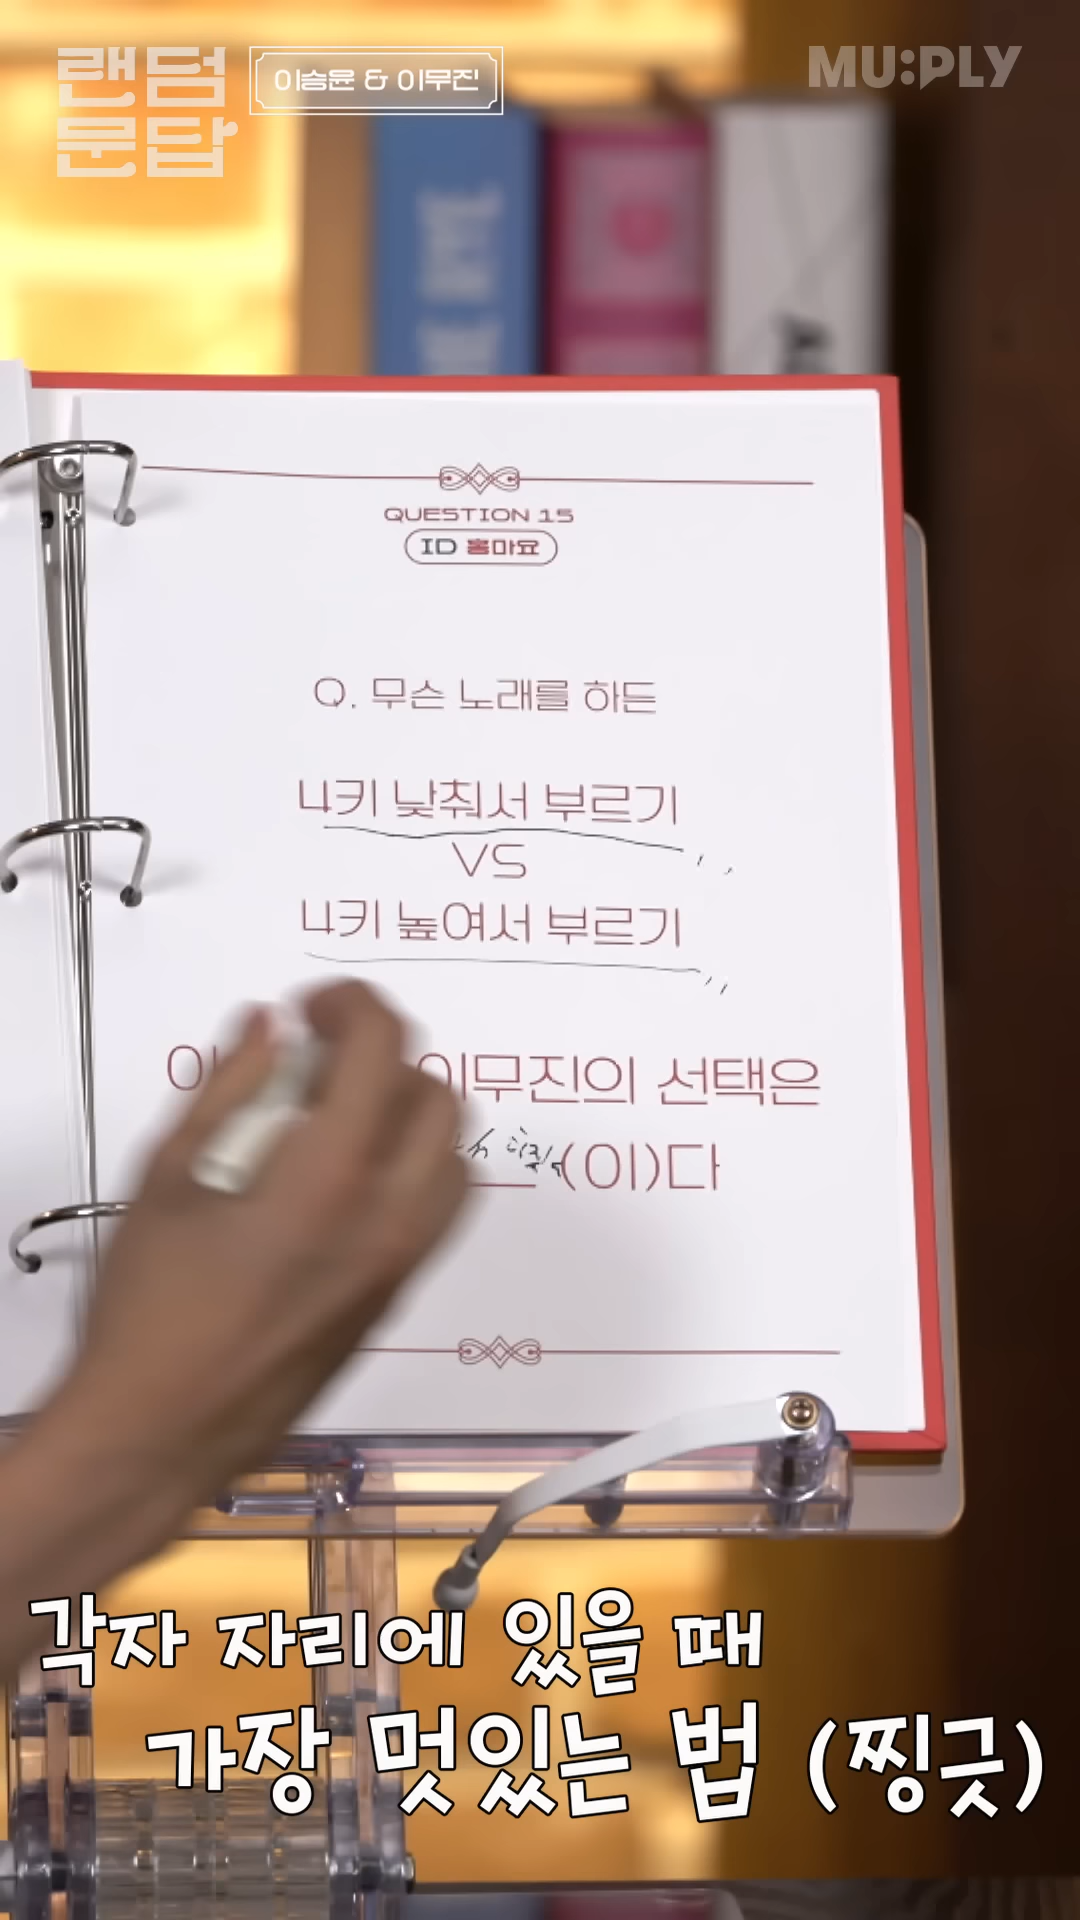 랜덤
문답
이승윤 & 이무진
MU:PLY
QUESTION 15
ID 홍마요
Q. 무슨 노래를 하든
나키 낮춰서 부르기
VS
나키 높여서 부르기
이무진의 선택은
(이)다
각자 자리에 있을 때
가장 멋있는 법 (찡긋)